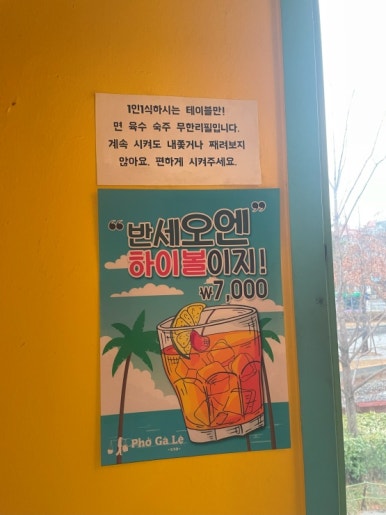 1인1식하시는 테이블만!
면 육수 숙주 무한리필입니다.
계속 시켜도 내쫓거나 째려보지
않아요. 편하게 시켜주세요.
“반세오엔”
하이볼이지!
₩7,000
Phở Ga.Lê